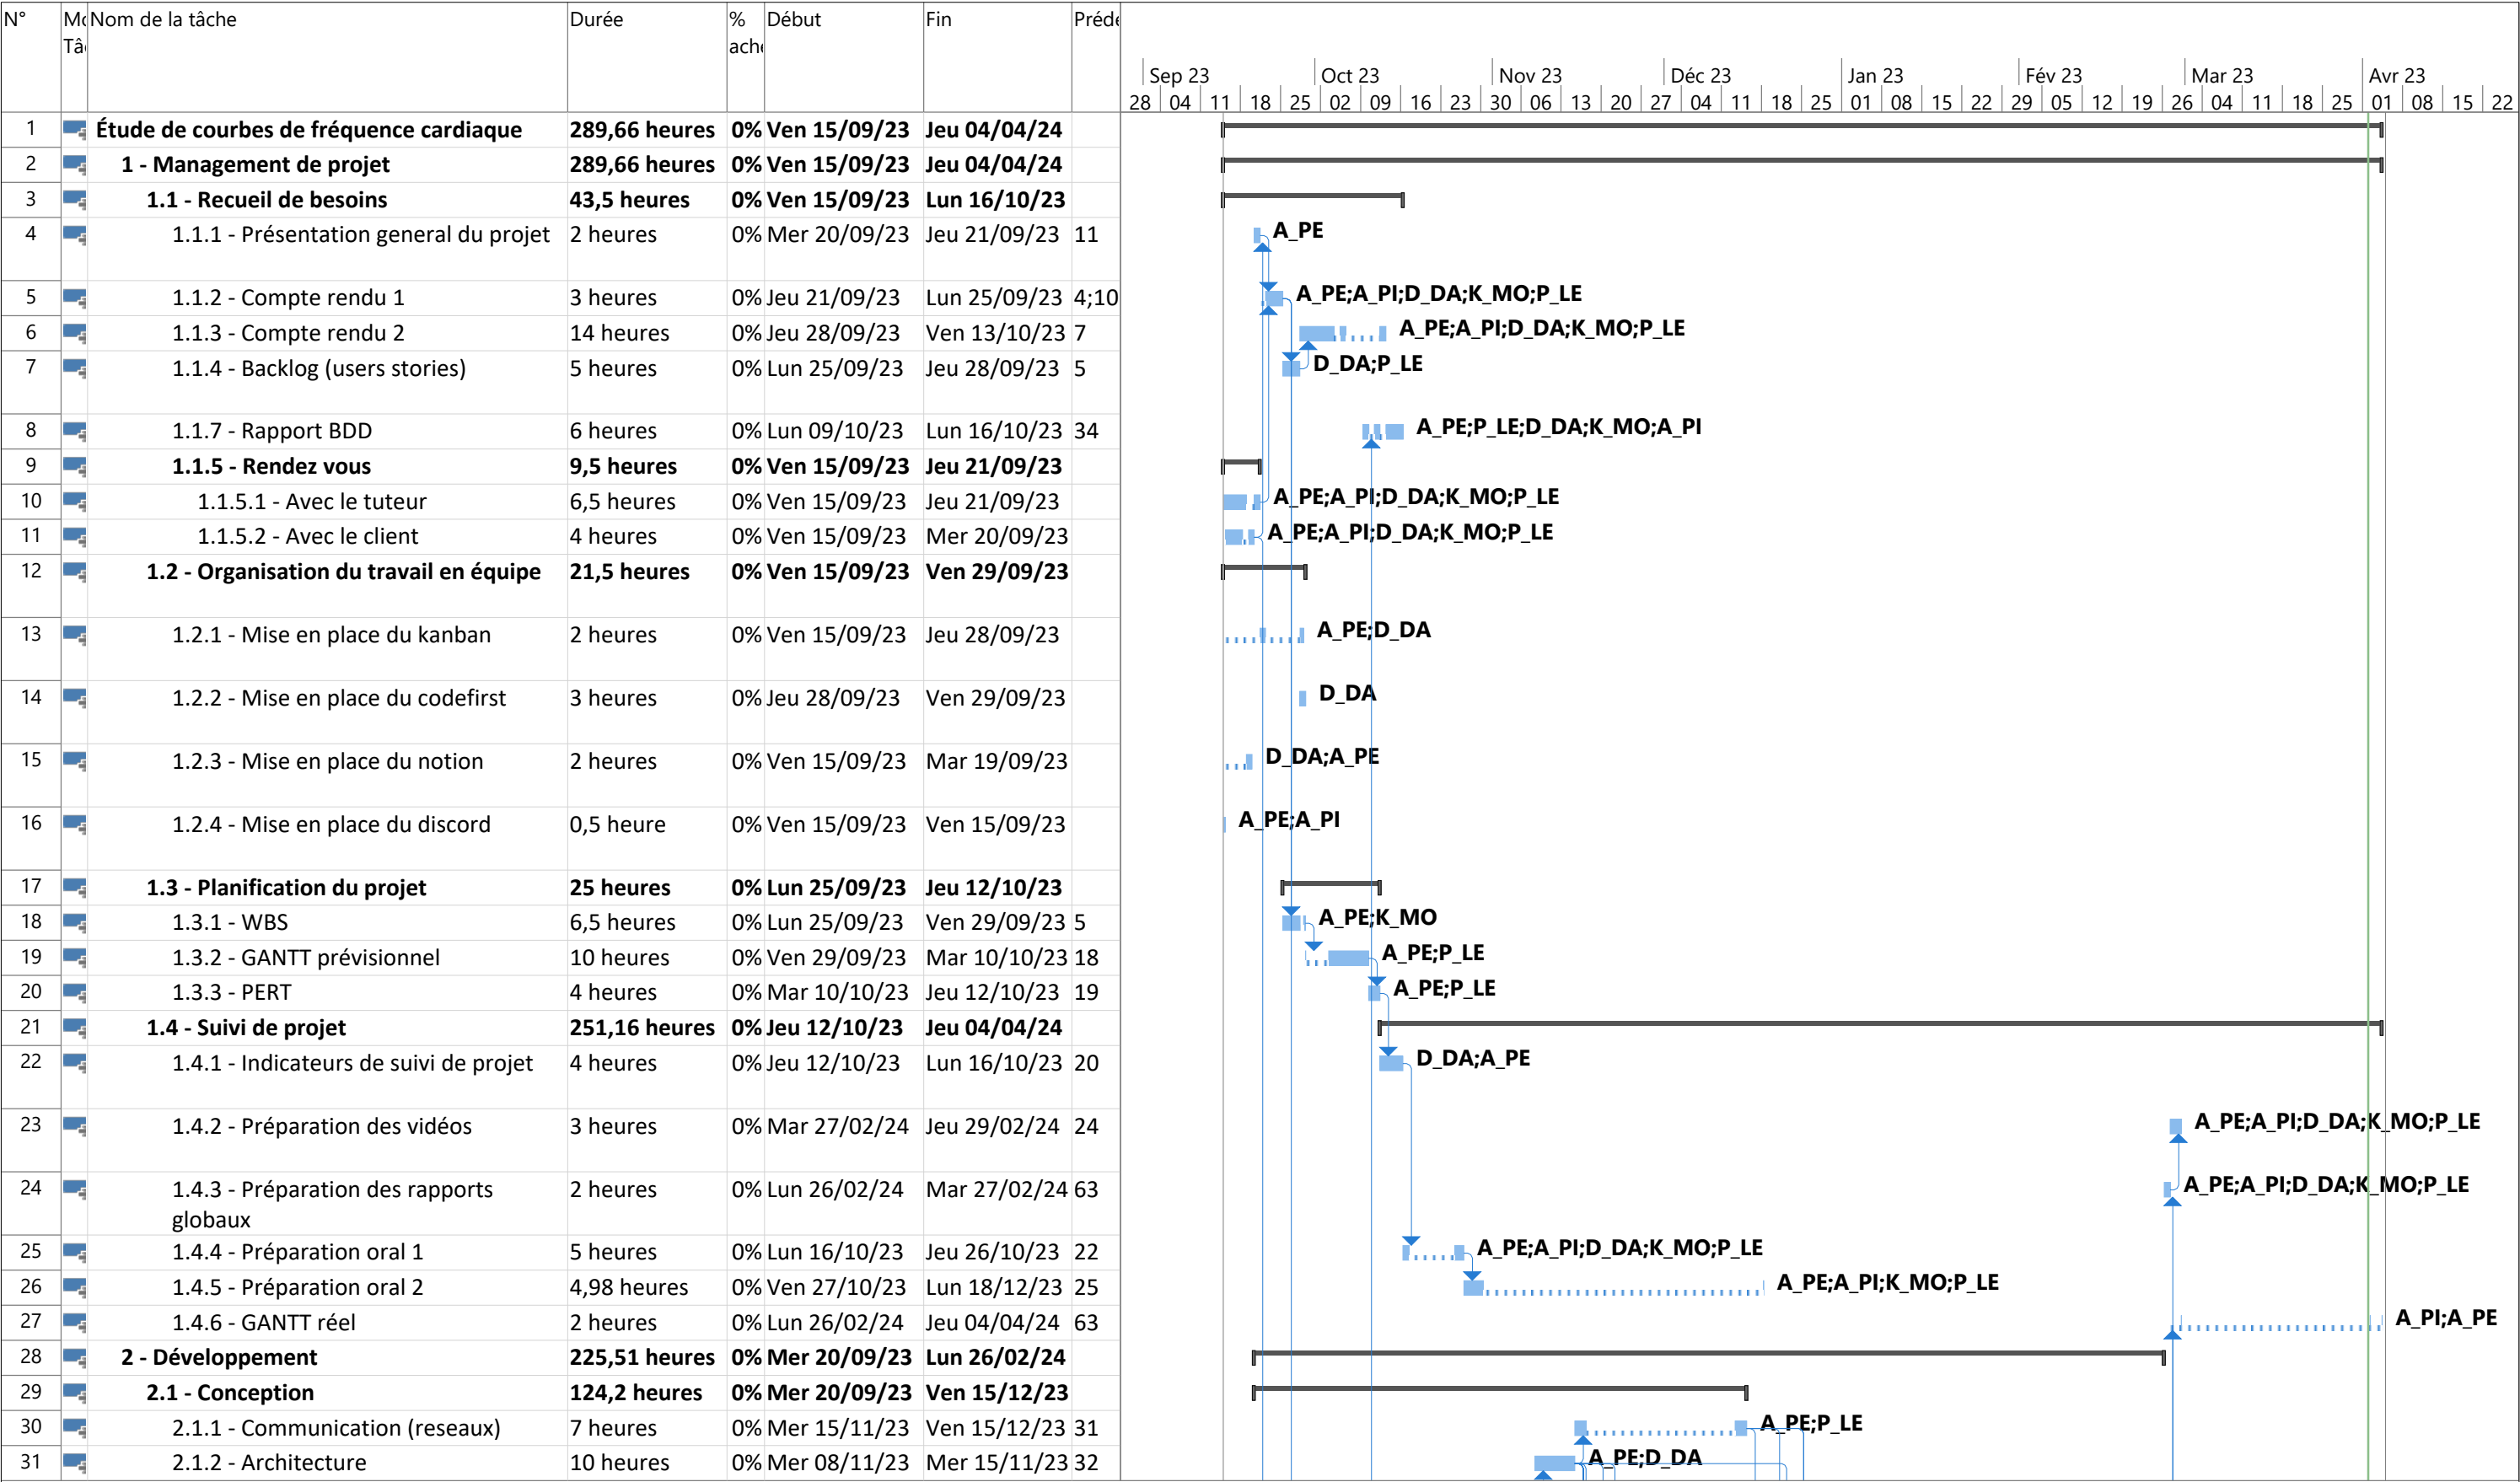 N° Mo Nom de la tâche Durée % Début Fin Préde
Tâ ache
Sep 23 Oct 23 Nov 23 Déc 23 Jan 23 Fév 23 Mar 23 Avr 23
28 04 11 18 25 02 09 16 23 30 06 13 20 27 04 11 18 25 01 08 15 22 29 05 12 19 26 04 11 18 25 01 08 15 22
1 Étude de courbes de fréquence cardiaque 289,66 heures 0% Ven 15/09/23 Jeu 04/04/24
2 1 - Management de projet 289,66 heures 0% Ven 15/09/23 Jeu 04/04/24
3 1.1 - Recueil de besoins 43,5 heures 0% Ven 15/09/23 Lun 16/10/23
4 1.1.1 - Présentation general du projet 2 heures 0% Mer 20/09/23 Jeu 21/09/23 11 A_PE
5 1.1.2 - Compte rendu 1 3 heures 0% Jeu 21/09/23 Lun 25/09/23 4;10 A_PE;A_PI;D_DA;K_MO;P_LE
6 1.1.3 - Compte rendu 2 14 heures 0% Jeu 28/09/23 Ven 13/10/23 7 A_PE;A_PI;D_DA;K_MO;P_LE
7 1.1.4 - Backlog (users stories) 5 heures 0% Lun 25/09/23 Jeu 28/09/23 5 D_DA;P_LE
8 1.1.7 - Rapport BDD 6 heures 0% Lun 09/10/23 Lun 16/10/23 34 A_PE;P_LE;D_DA;K_MO;A_PI
9 1.1.5 - Rendez vous 9,5 heures 0% Ven 15/09/23 Jeu 21/09/23
10 1.1.5.1 - Avec le tuteur 6,5 heures 0% Ven 15/09/23 Jeu 21/09/23 A_PE;A_PI;D_DA;K_MO;P_LE
11 1.1.5.2 - Avec le client 4 heures 0% Ven 15/09/23 Mer 20/09/23 A_PE;A_PI;D_DA;K_MO;P_LE
12 1.2 - Organisation du travail en équipe 21,5 heures 0% Ven 15/09/23 Ven 29/09/23
13 1.2.1 - Mise en place du kanban 2 heures 0% Ven 15/09/23 Jeu 28/09/23 A_PE;D_DA
14 1.2.2 - Mise en place du codefirst 3 heures 0% Jeu 28/09/23 Ven 29/09/23 D_DA
15 1.2.3 - Mise en place du notion 2 heures 0% Ven 15/09/23 Mar 19/09/23 D_DA;A_PE
16 1.2.4 - Mise en place du discord 0,5 heure 0% Ven 15/09/23 Ven 15/09/23 A_PE;A_PI
17 1.3 - Planification du projet 25 heures 0% Lun 25/09/23 Jeu 12/10/23
18 1.3.1 - WBS 6,5 heures 0% Lun 25/09/23 Ven 29/09/23 5 A_PE;K_MO
19 1.3.2 - GANTT prévisionnel 10 heures 0% Ven 29/09/23 Mar 10/10/23 18 A_PE;P_LE
20 1.3.3 - PERT 4 heures 0% Mar 10/10/23 Jeu 12/10/23 19 A_PE;P_LE
21 1.4 - Suivi de projet 251,16 heures 0% Jeu 12/10/23 Jeu 04/04/24
22 1.4.1 - Indicateurs de suivi de projet 4 heures 0% Jeu 12/10/23 Lun 16/10/23 20 D_DA;A_PE
23 1.4.2 - Préparation des vidéos 3 heures 0% Mar 27/02/24 Jeu 29/02/24 24 A_PE;A_PI;D_DA;K_MO;P_LE
24 1.4.3 - Préparation des rapports 2 heures 0% Lun 26/02/24 Mar 27/02/24 63 A_PE;A_PI;D_DA;K_MO;P_LE
globaux
25 1.4.4 - Préparation oral 1 5 heures 0% Lun 16/10/23 Jeu 26/10/23 22 A_PE;A_PI;D_DA;K_MO;P_LE
26 1.4.5 - Préparation oral 2 4,98 heures 0% Ven 27/10/23 Lun 18/12/23 25 A_PE;A_PI;K_MO;P_LE
27 1.4.6 - GANTT réel 2 heures 0% Lun 26/02/24 Jeu 04/04/24 63 A_PI;A_PE
28 2 - Développement 225,51 heures 0% Mer 20/09/23 Lun 26/02/24
29 2.1 - Conception 124,2 heures 0% Mer 20/09/23 Ven 15/12/23
30 2.1.1 - Communication (reseaux) 7 heures 0% Mer 15/11/23 Ven 15/12/23 31 A_PE;P_LE
31 2.1.2 - Architecture 10 heures 0% Mer 08/11/23 Mer 15/11/23 32 A_PE;D_DA